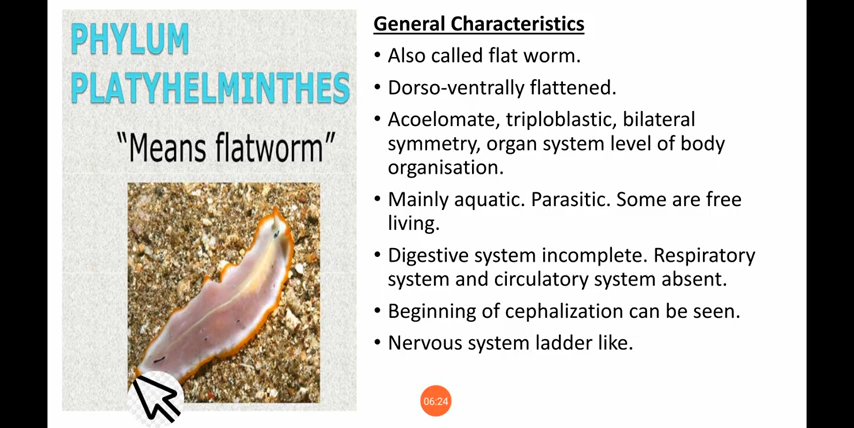 PHYLUM
PLATYHELMINTHES
“Means flatworm”
General Characteristics
• Also called flat worm.
• Dorso-ventrally flattened.
• Acoelomate, triploblastic, bilateral
symmetry, organ system level of body
organisation.
• Mainly aquatic. Parasitic. Some are free
living.
• Digestive system incomplete. Respiratory
system and circulatory system absent.
• Beginning of cephalization can be seen.
• Nervous system ladder like.
06:24